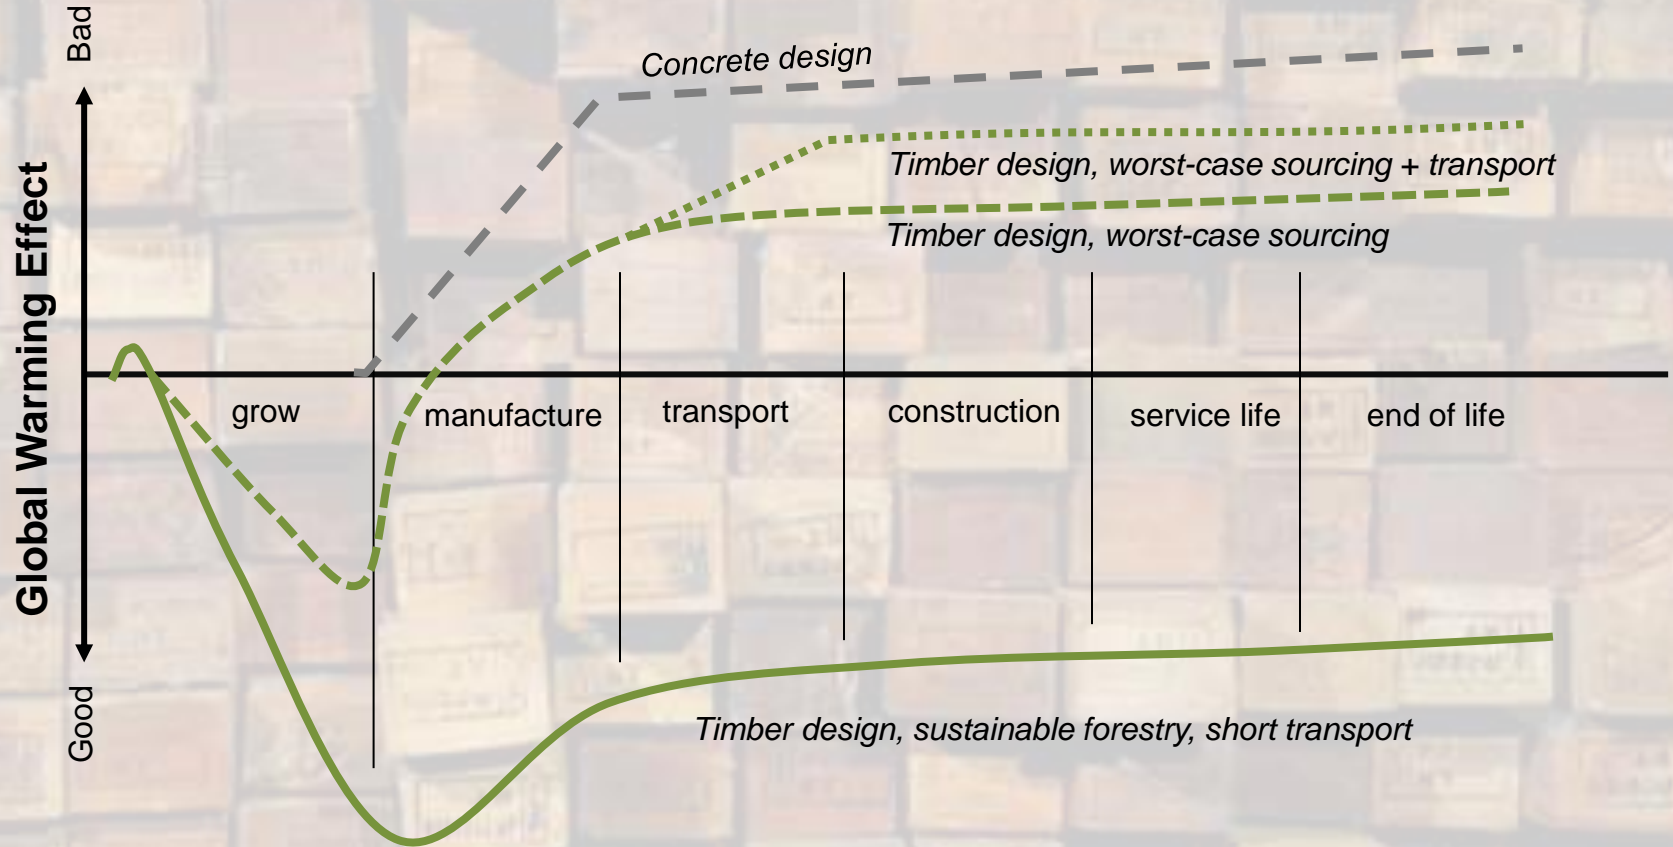 Bad
Global Warming Effect
Good
Concrete design
Timber design, worst-case sourcing + transport
Timber design, worst-case sourcing
grow
manufacture
transport
construction
service life
end of life
Timber design, sustainable forestry, short transport